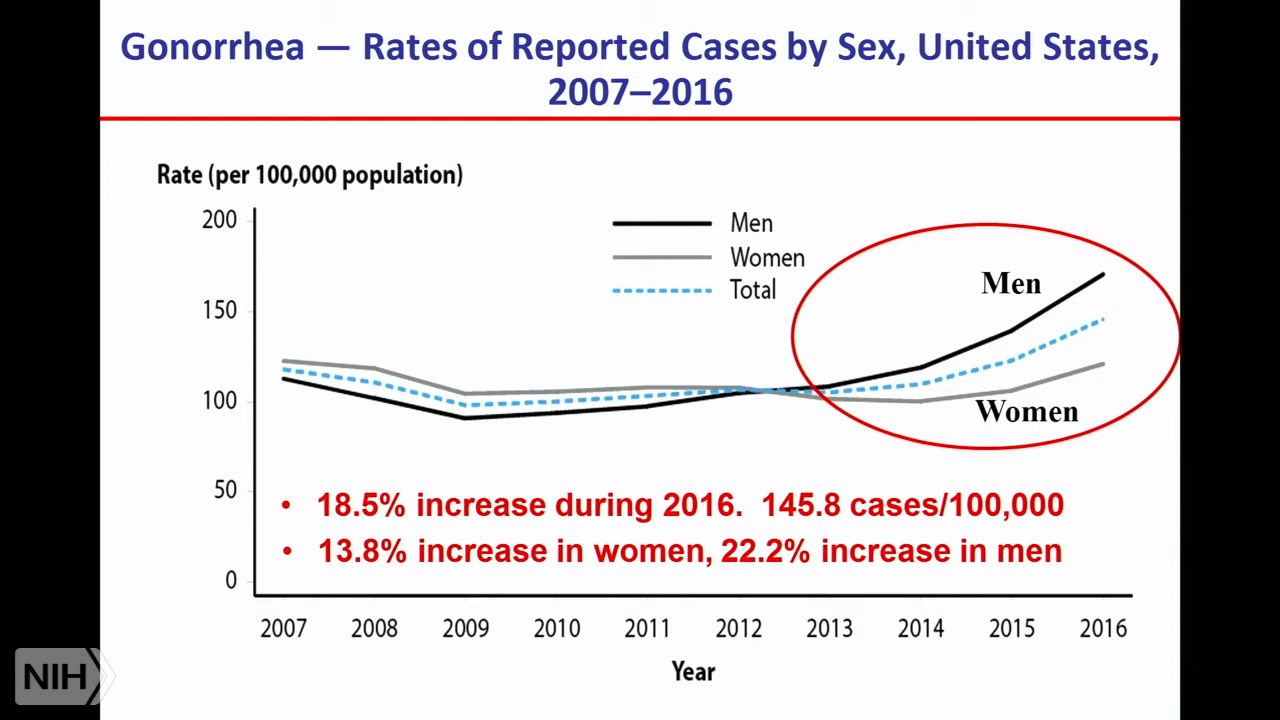 Gonorrhea — Rates of Reported Cases by Sex, United States,
2007–2016
Rate (per 100,000 population)
200
150
100
50
0
Men
Women
Total
Men
Women
• 18.5% increase during 2016. 145.8 cases/100,000
• 13.8% increase in women, 22.2% increase in men
2007 2008 2009 2010 2011 2012 2013 2014 2015 2016
Year
NIH